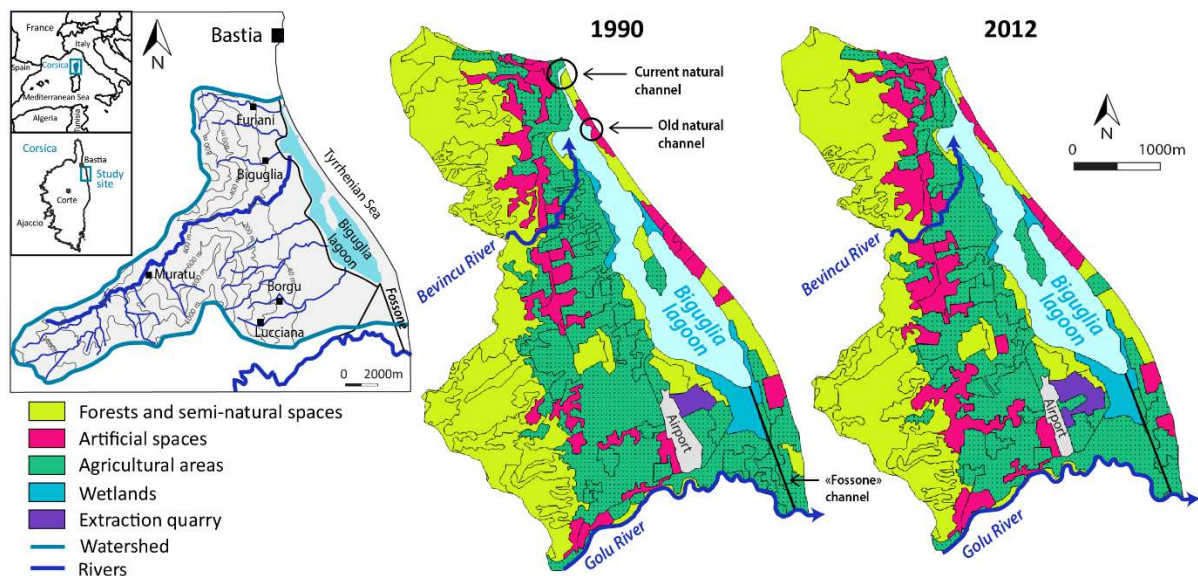 France
Italy
Spain
Corsica
Mediterranean Sea
Algeria
Tunisia
Corsica
Bastia
Study
site
Corte
Ajaccio
N
Bastia
Furiani
Biguglia
Tyrrhenian Sea
Biguglia
lagoon
Muratu
Borgu
Lucciana
Fossone
400 m
200 m
40 m
0 2000m
Forests and semi-natural spaces
Artificial spaces
Agricultural areas
Wetlands
Extraction quarry
Watershed
Rivers
1990
Current natural
channel
Old natural
channel
Bevincu River
Biguglia
lagoon
Airport
«Fossone»
channel
Golu River
2012
N
0 1000m
Bevincu River
Biguglia
lagoon
Airport
Golu River